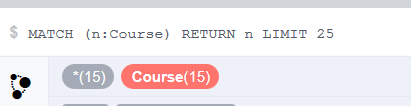 $ MATCH (n:Course) RETURN n LIMIT 25
*(15) Course(15)